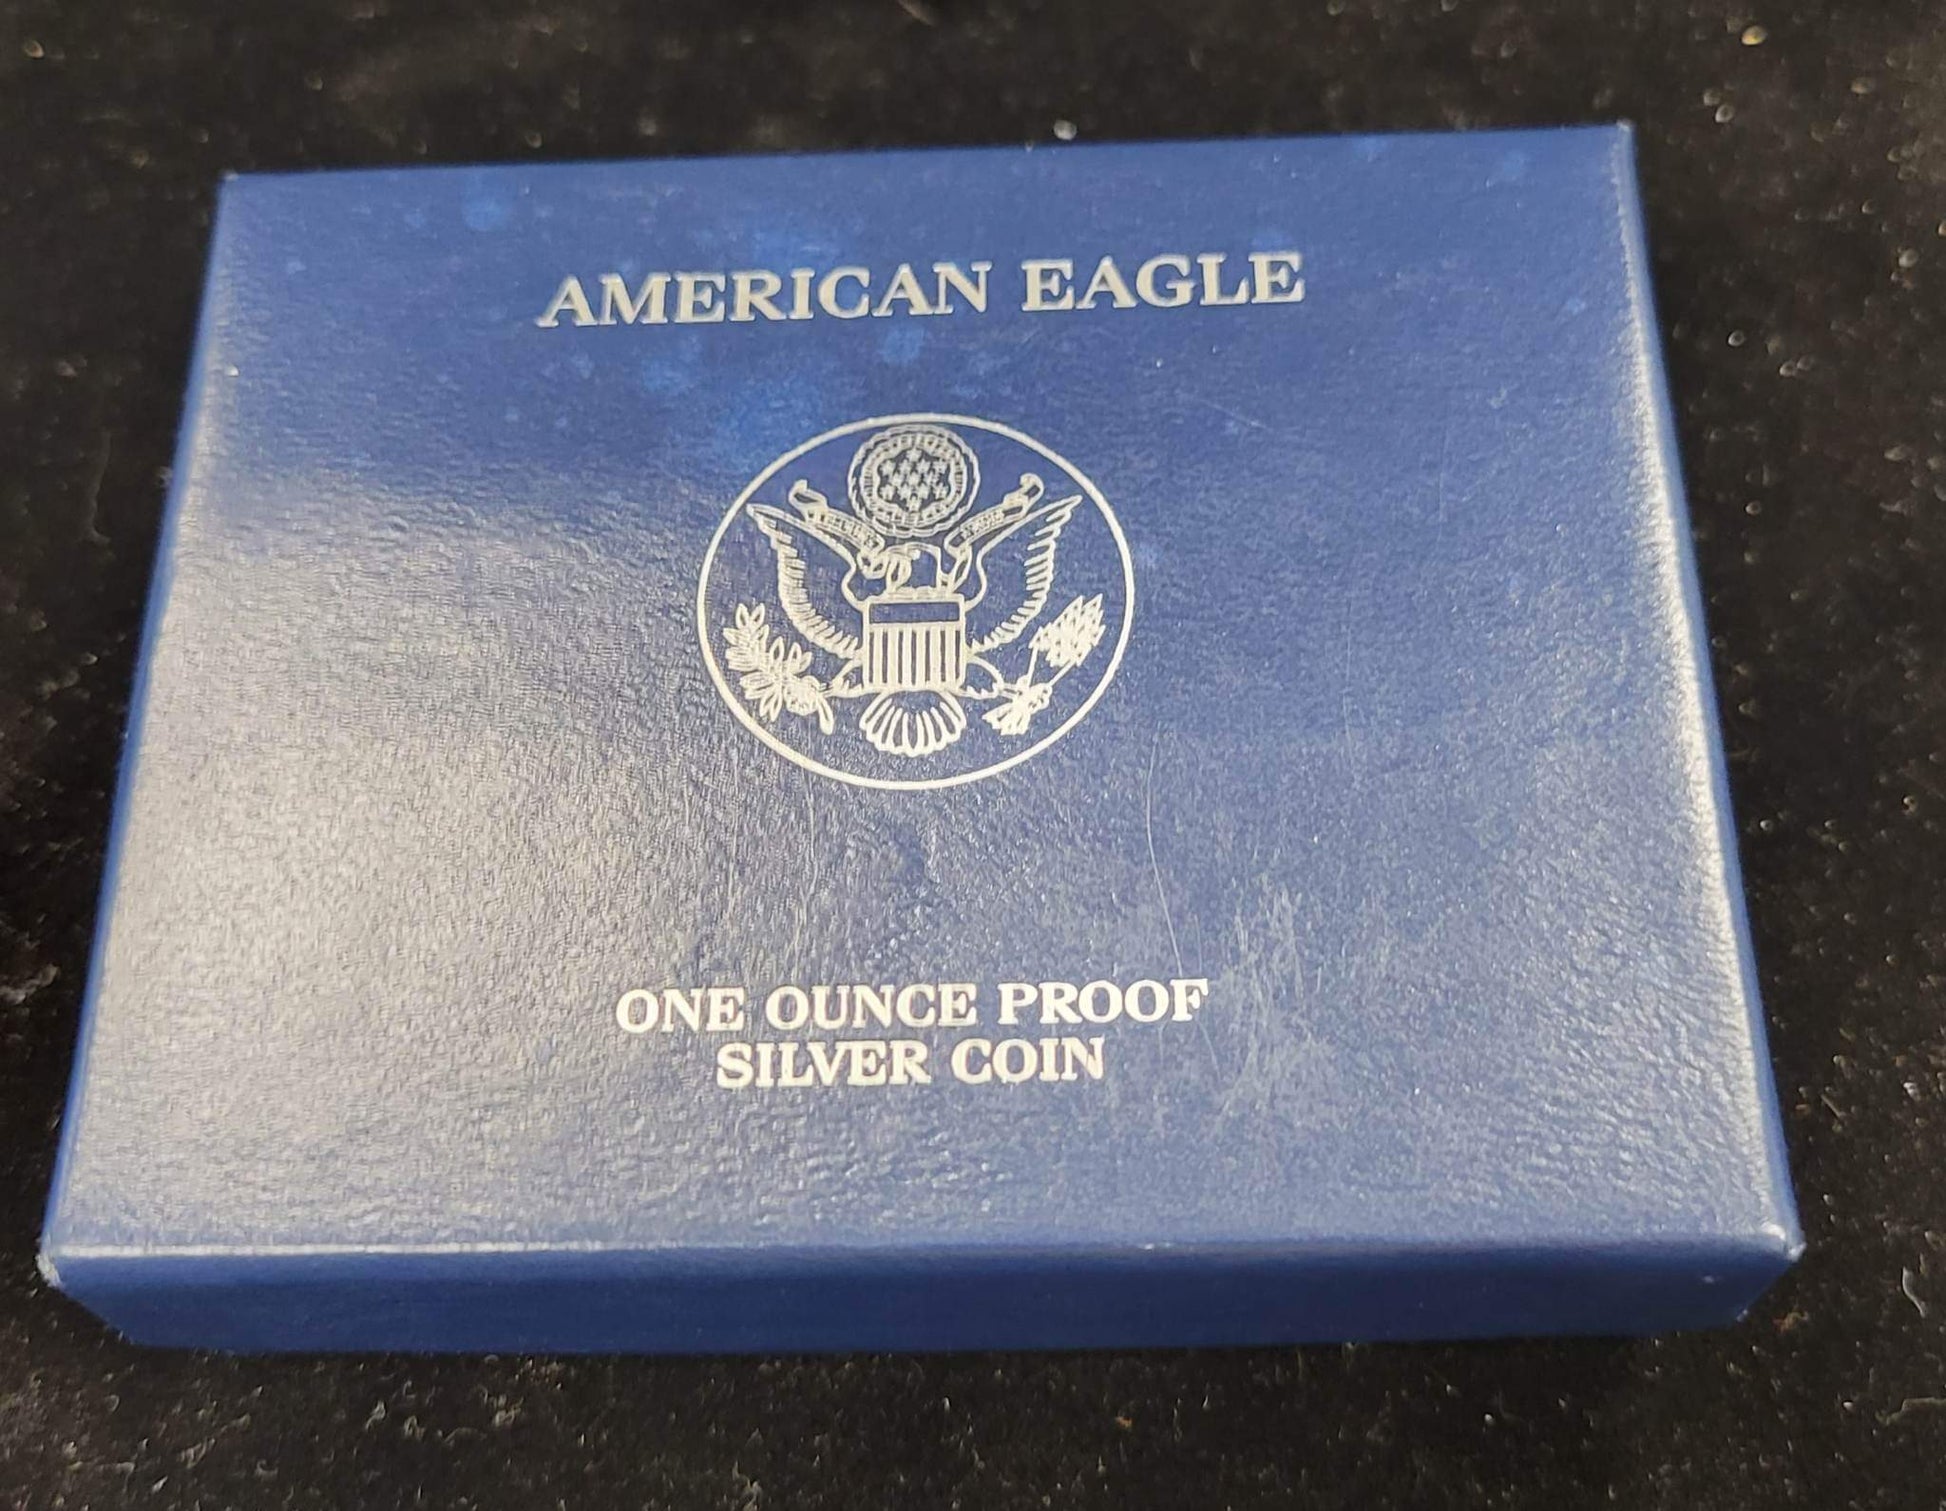 AMERICAN EAGLE
ONE OUNCE PROOF
SILVER COIN